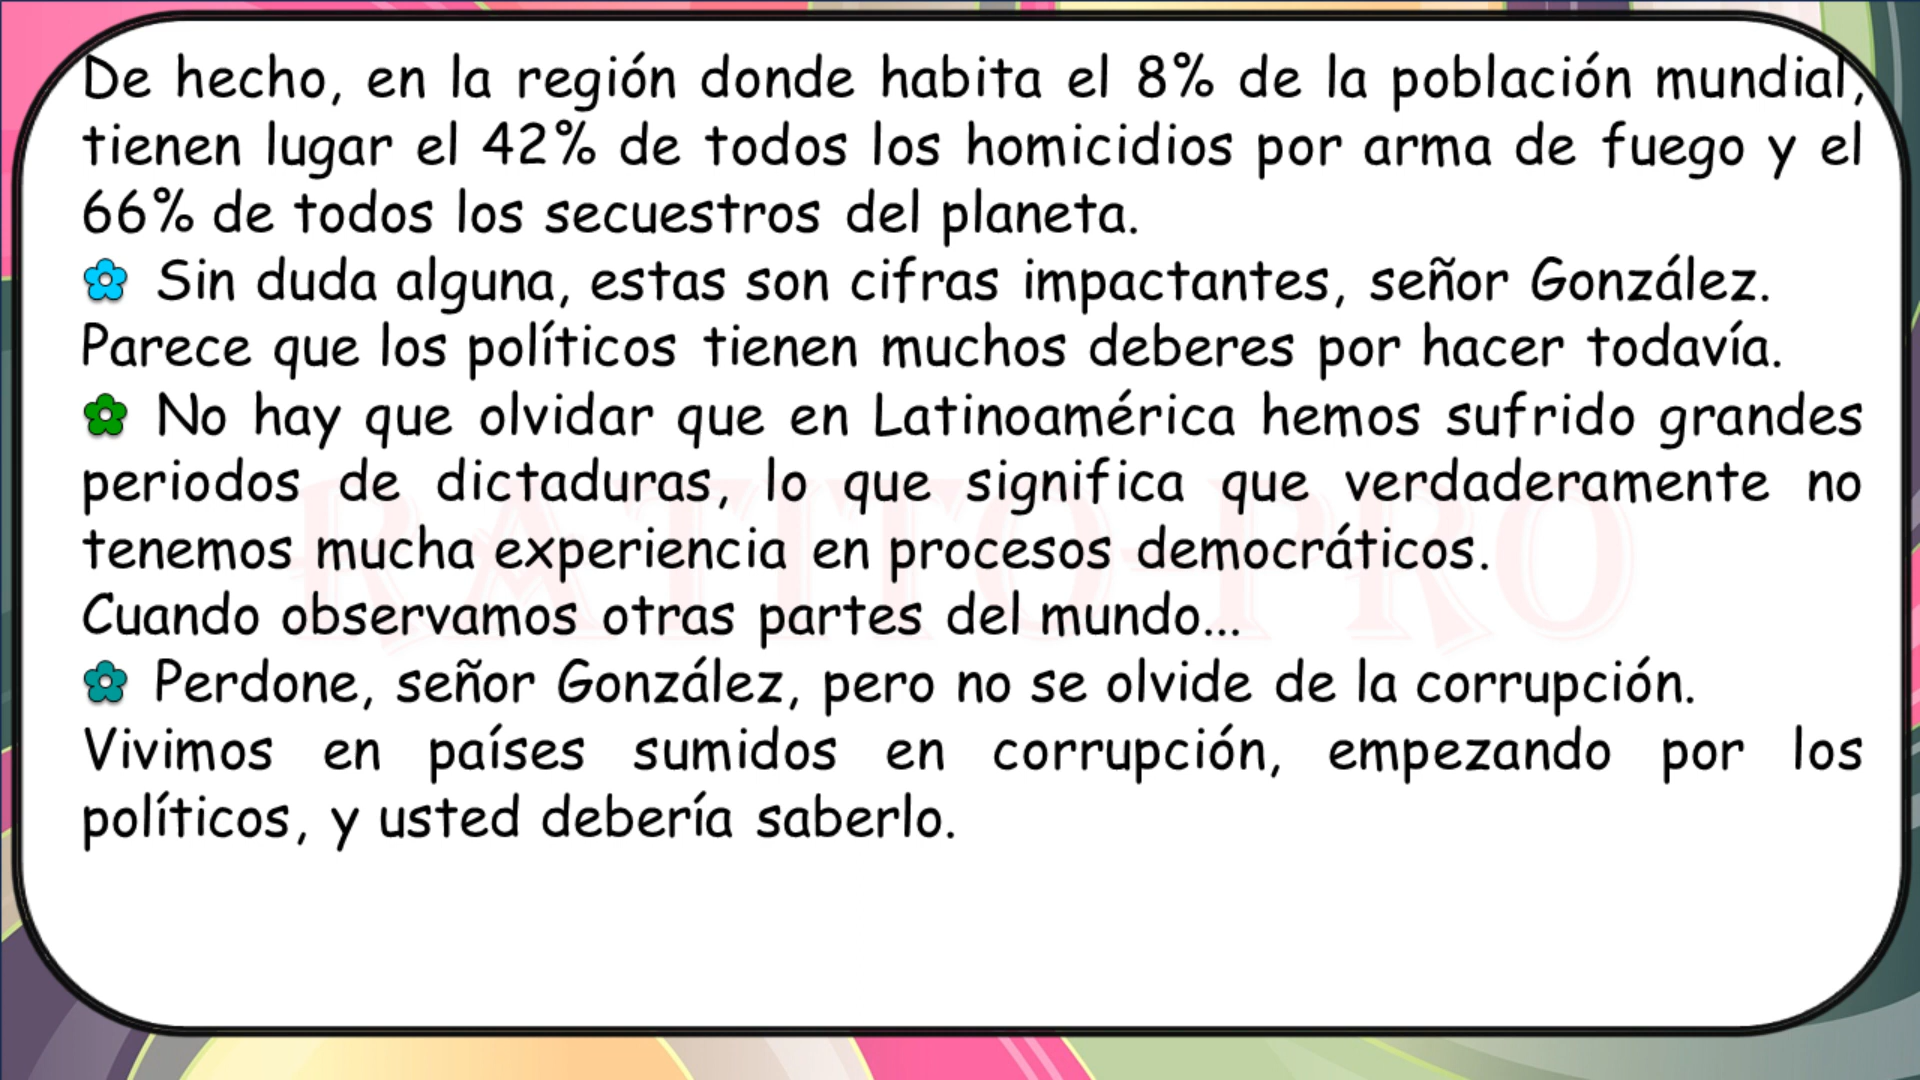 De hecho, en la región donde habita el 8% de la población mundial,
tienen lugar el 42% de todos los homicidios por arma de fuego y el
66% de todos los secuestros del planeta.
Sin duda alguna, estas son cifras impactantes, señor González.
Parece que los políticos tienen muchos deberes por hacer todavía.
No hay que olvidar que en Latinoamérica hemos sufrido grandes
periodos de dictaduras, lo que significa que verdaderamente no
tenemos mucha experiencia en procesos democráticos.
RATITO PRO
Cuando observamos otras partes del mundo...
Perdone, señor González, pero no se olvide de la corrupción.
Vivimos en países sumidos en corrupción, empezando por los
políticos, y usted debería saberlo.